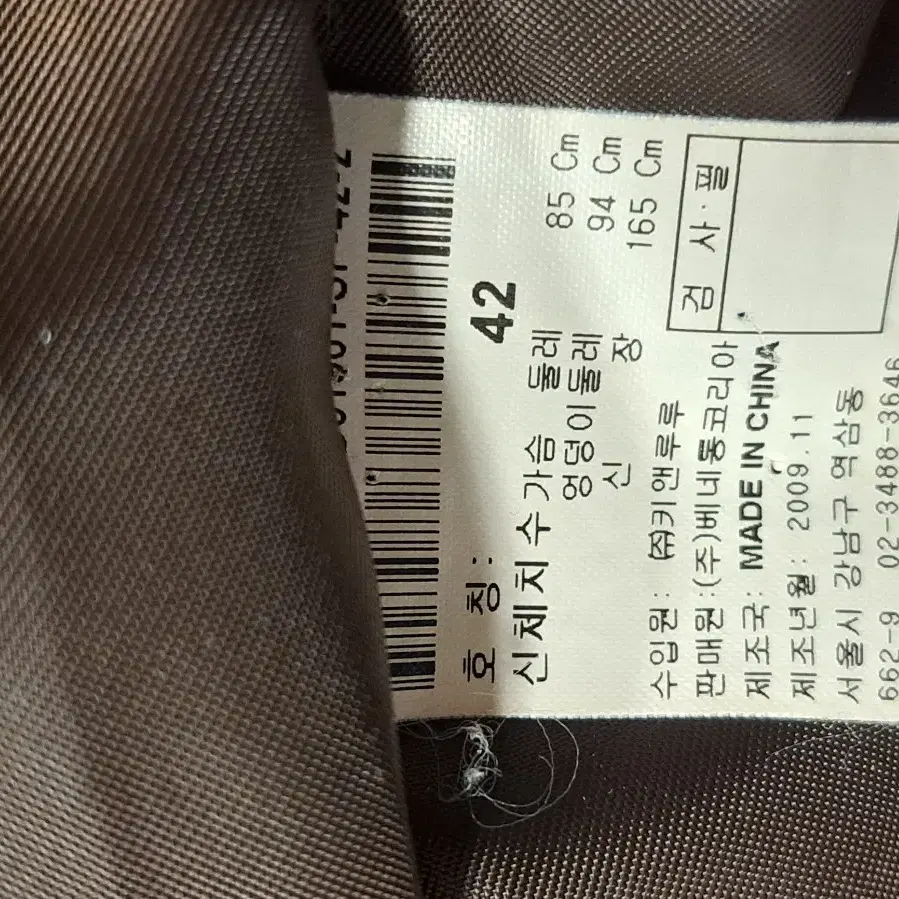 호 칭: 42
신체치수 가슴 둘레 85 Cm
엉덩이둘레 94 Cm
신 장 165 Cm
수입원: ㈜키앤루루
판매원:(주)베네통코리아
제조국: MADE IN CHINA
제조년월: 2009.11
서울시 강남구 역삼동
662-9 02-3488-3646
검 사·필